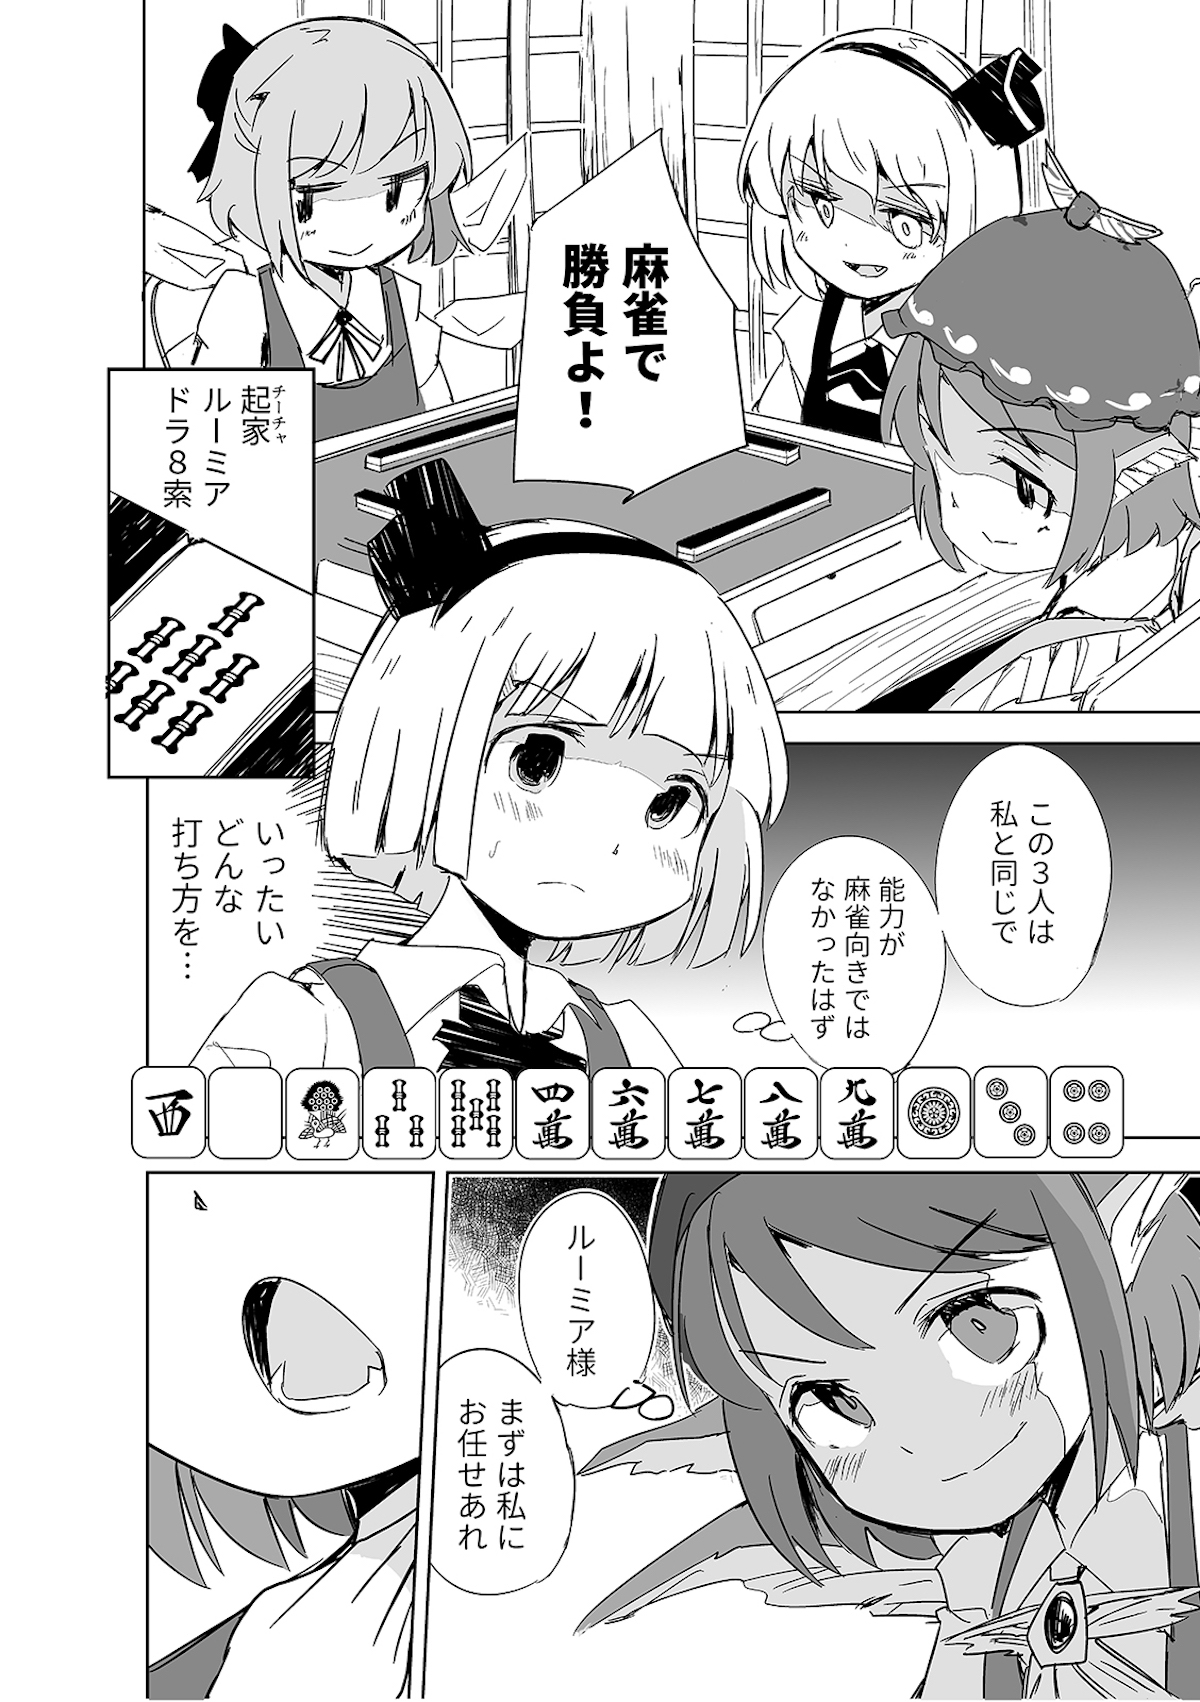 麻雀で
勝負よ！
起家
チーチャ
ルーミア
ドラ８索
この３人は
私と同じで
能力が
麻雀向きでは
なかったはず
いったい
どんな
打ち方を…
西
四萬
六萬
七萬
八萬
九萬
ルーミア様
まずは私に
お任せあれ